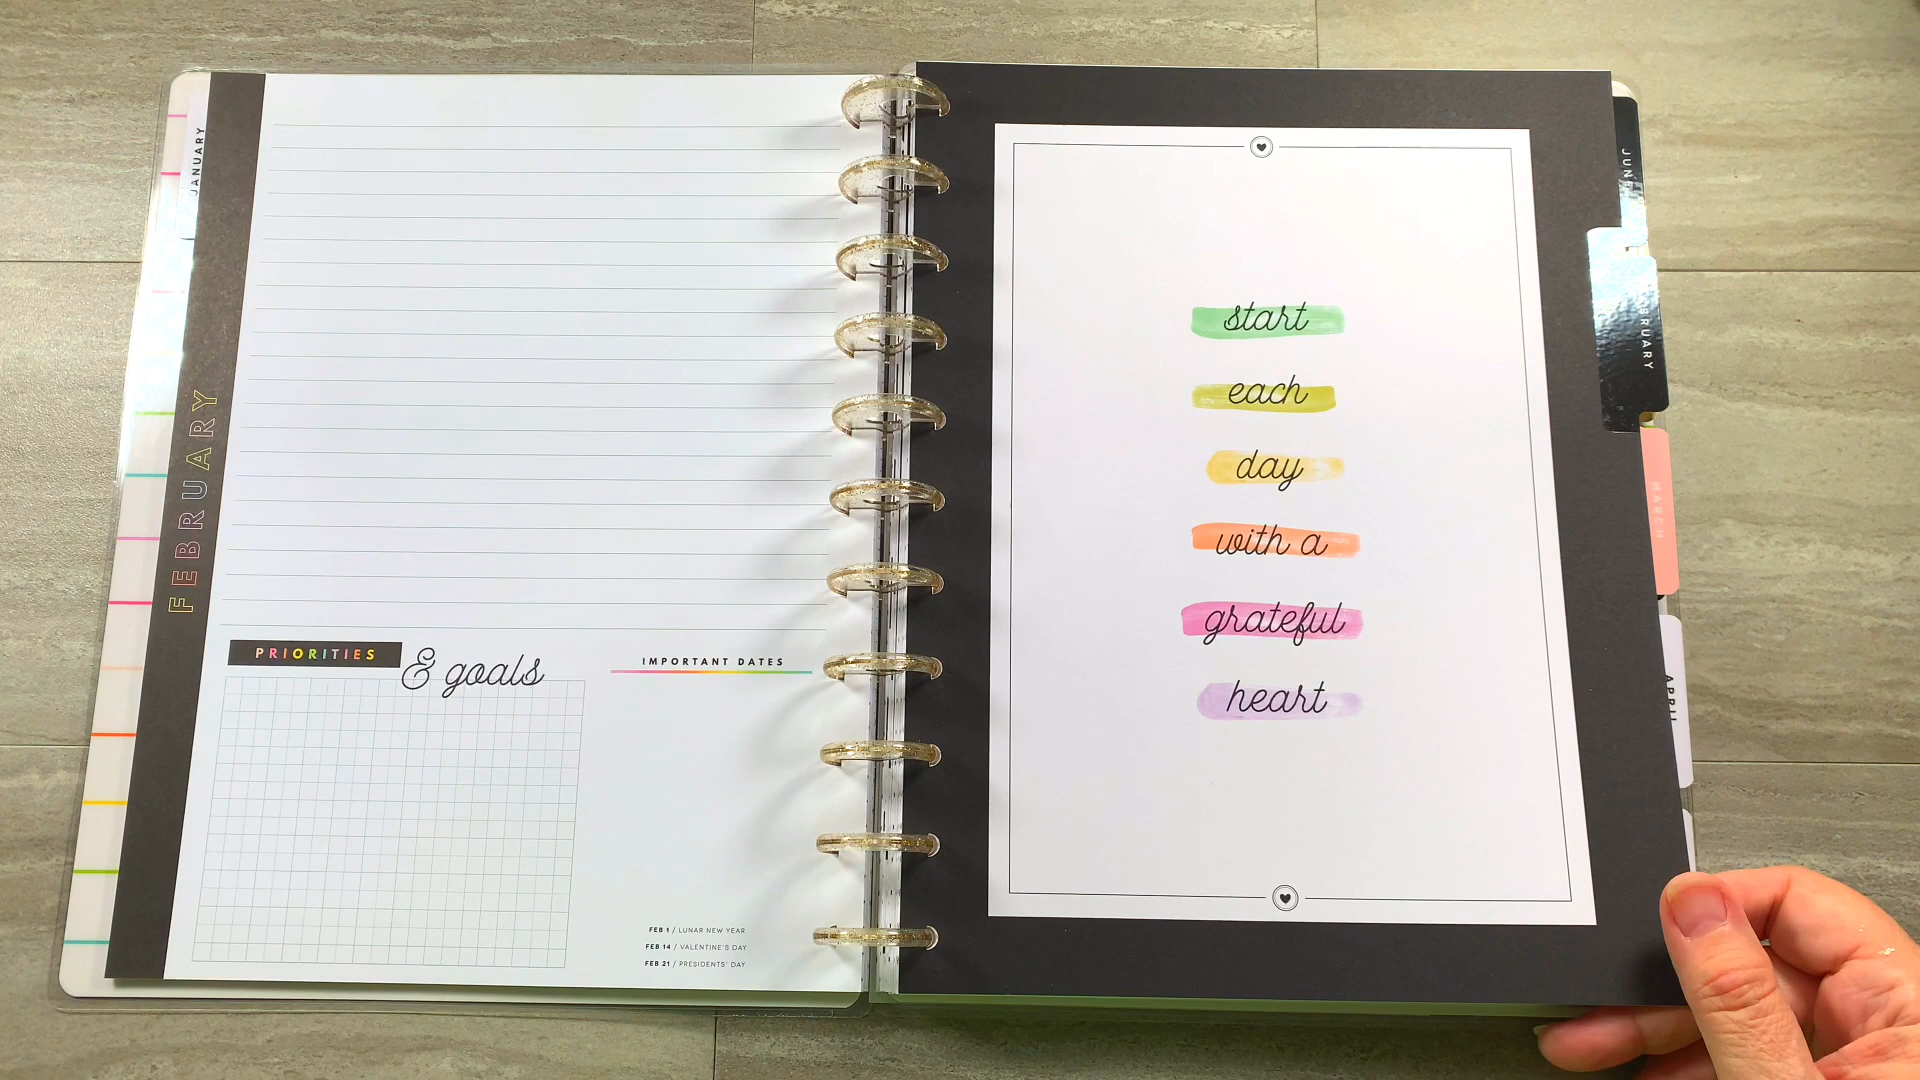 JANUARY
FEBRUARY
PRIORITIES
& goals
IMPORTANT DATES
FEB 1 / LUNAR NEW YEAR
FEB 14 / VALENTINE'S DAY
FEB 21 / PRESIDENTS' DAY
start
each
day
with a
grateful
heart
JUNE
BRUARY
MARCH
APRIL